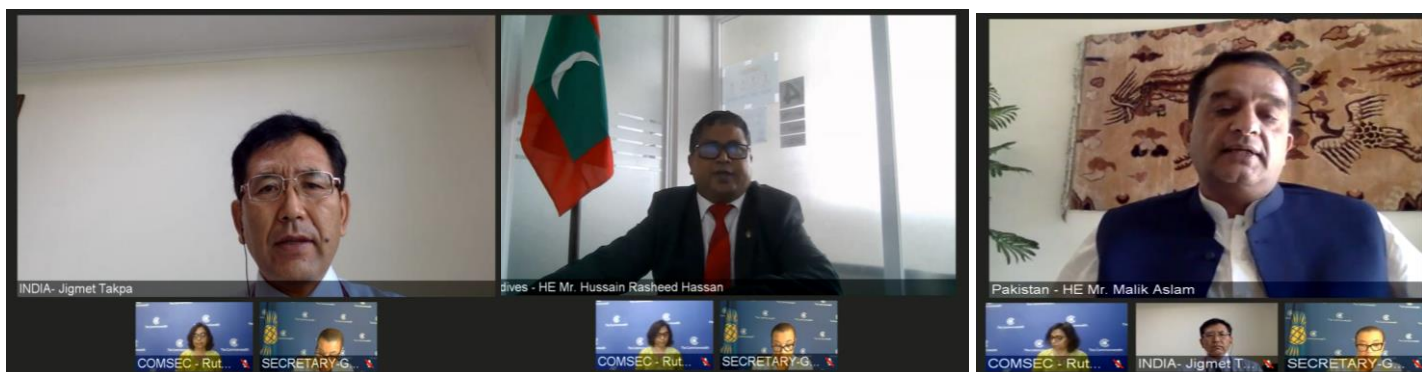 INDIA- Jigmet Takpa
dives - HE Mr. Hussain Rasheed Hassan
Pakistan - HE Mr. Malik Aslam
COMSEC - Rut...
SECRETARY-G...
COMSEC - Rut...
SECRETARY-G...
COMSEC - Rut...
INDIA- Jigmet T...
SECRETARY-G...